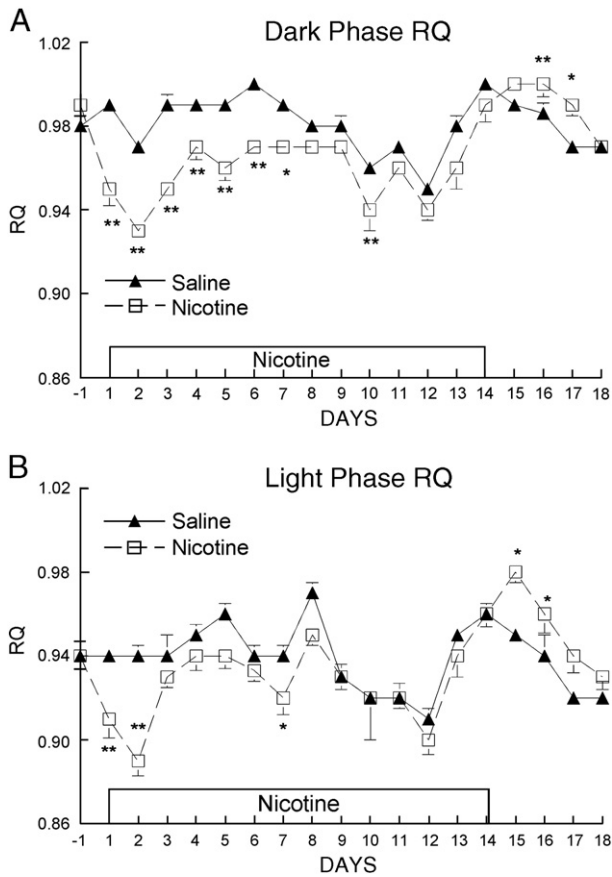 A
Dark Phase RQ
1.02
0.98
0.94
0.90
0.86
RQ
** ** ** ** ** ** * ** ** *
Saline
Nicotine
Nicotine
-1 1 2 3 4 5 6 7 8 9 10 11 12 13 14 15 16 17 18
DAYS
B
Light Phase RQ
1.02
0.98
0.94
0.90
0.86
RQ
Saline
Nicotine
** ** * * *
Nicotine
-1 1 2 3 4 5 6 7 8 9 10 11 12 13 14 15 16 17 18
DAYS